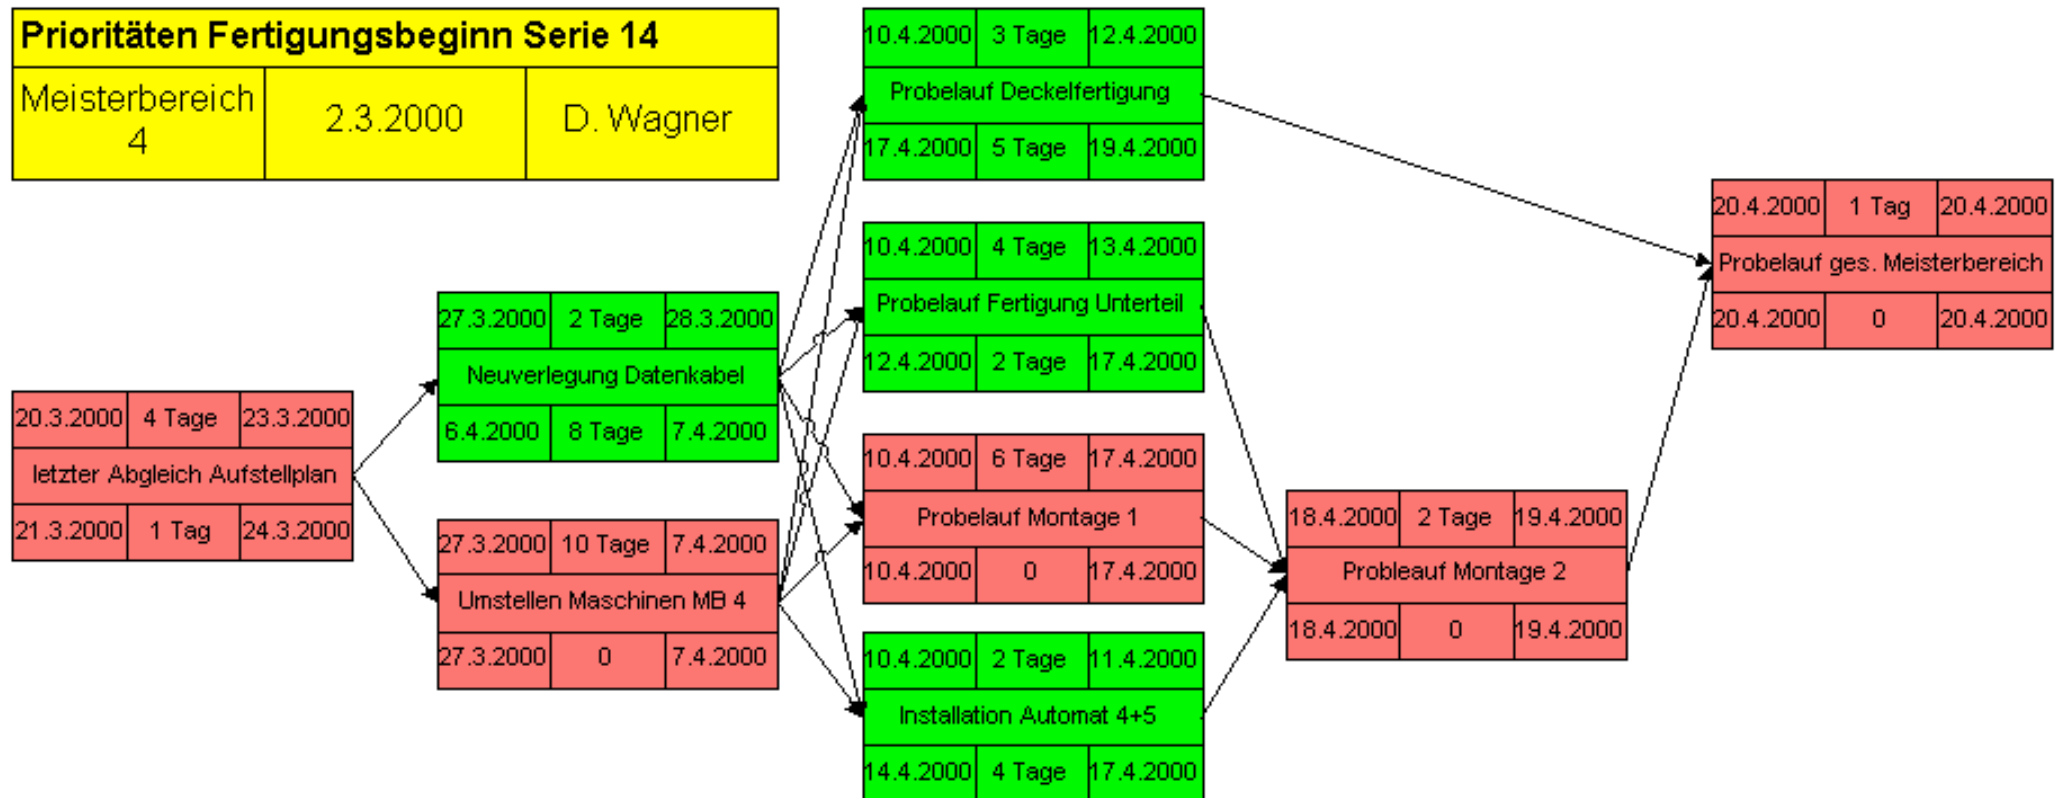 Prioritäten Fertigungsbeginn Serie 14
Meisterbereich
4
2.3.2000
D. Wagner
20.3.2000 4 Tage 23.3.2000
letzter Abgleich Aufstellplan
21.3.2000 1 Tag 24.3.2000
27.3.2000 2 Tage 28.3.2000
Neuverlegung Datenkabel
6.4.2000 8 Tage 7.4.2000
27.3.2000 10 Tage 7.4.2000
Umstellen Maschinen MB 4
27.3.2000 0 7.4.2000
10.4.2000 3 Tage 12.4.2000
Probelauf Deckelfertigung
17.4.2000 5 Tage 19.4.2000
10.4.2000 4 Tage 13.4.2000
Probelauf Fertigung Unterteil
12.4.2000 2 Tage 17.4.2000
10.4.2000 6 Tage 17.4.2000
Probelauf Montage 1
10.4.2000 0 17.4.2000
10.4.2000 2 Tage 11.4.2000
Installation Automat 4+5
14.4.2000 4 Tage 17.4.2000
18.4.2000 2 Tage 19.4.2000
Probleauf Montage 2
18.4.2000 0 19.4.2000
20.4.2000 1 Tag 20.4.2000
Probelauf ges. Meisterbereich
20.4.2000 0 20.4.2000